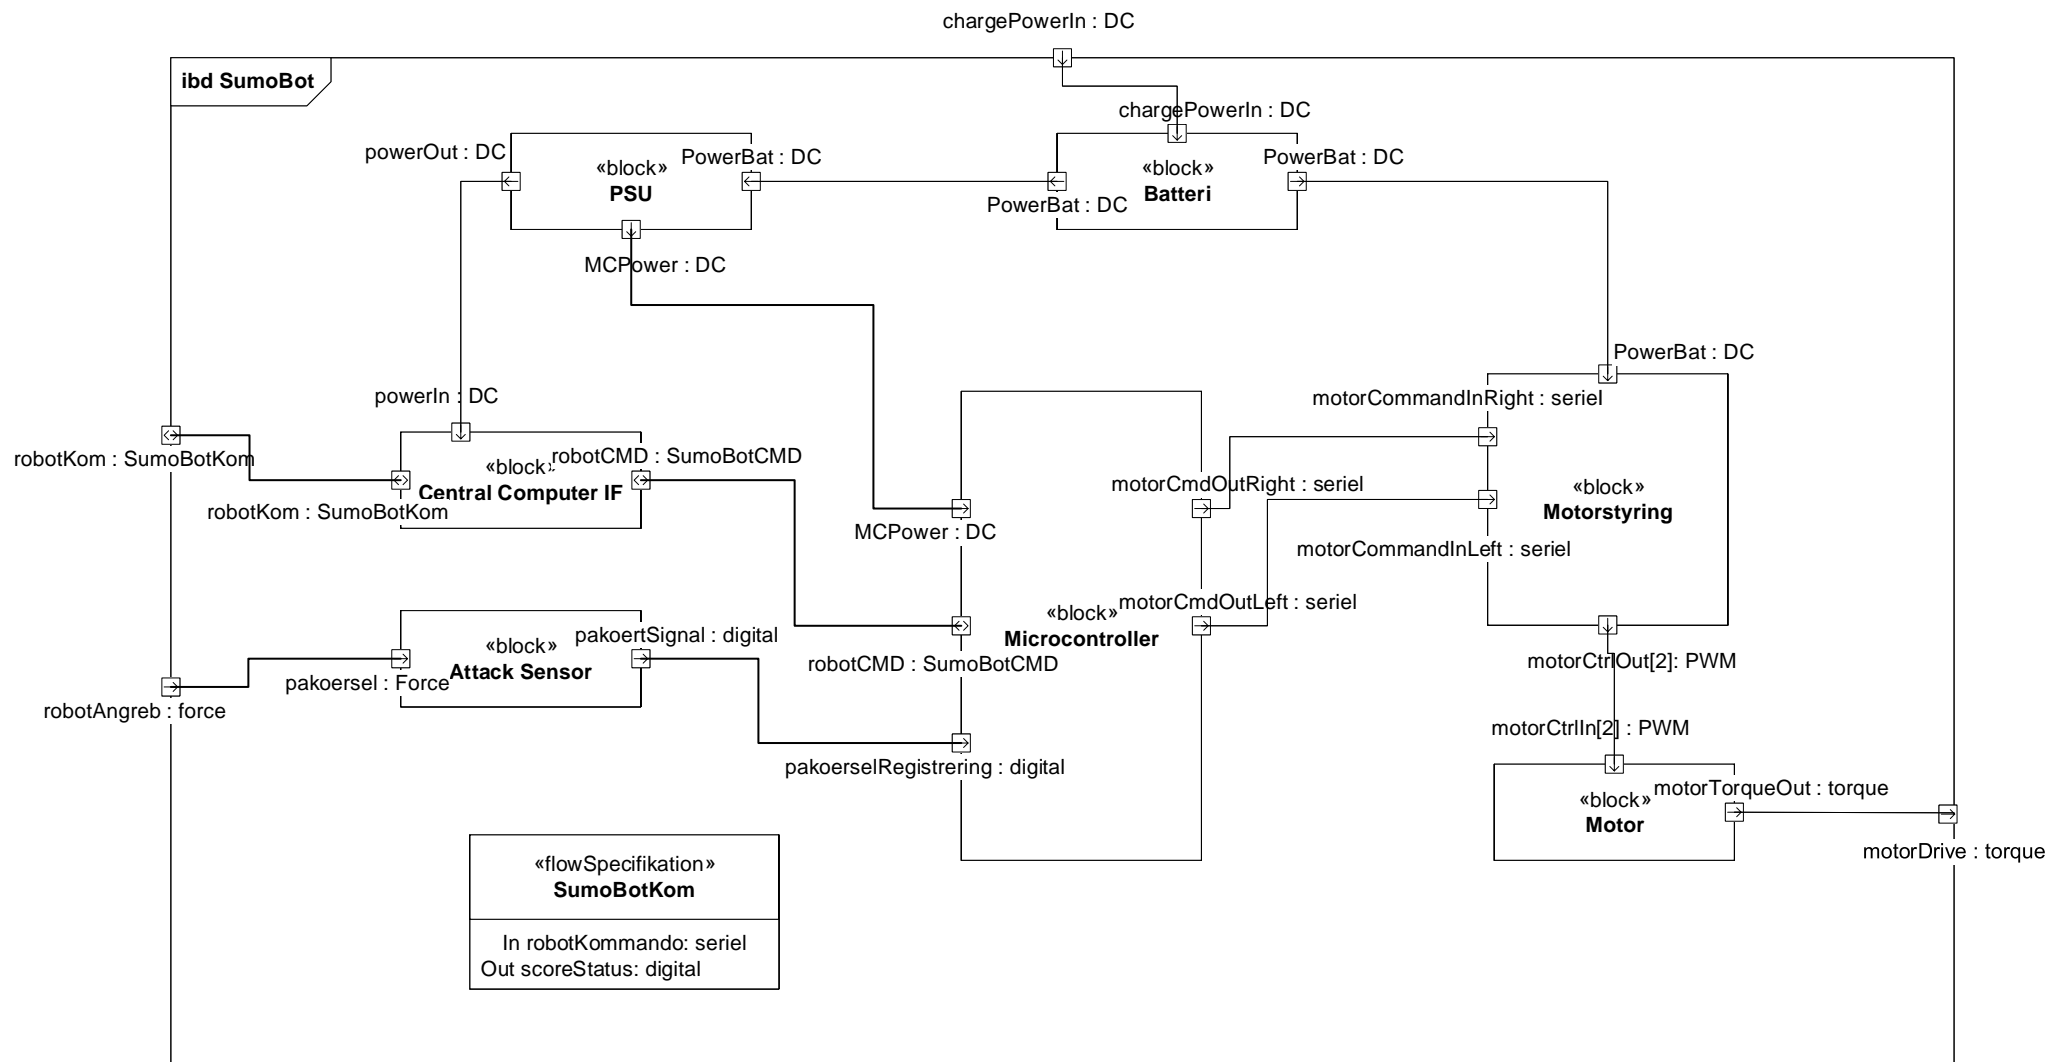 chargePowerIn : DC
ibd SumoBot
chargePowerIn : DC
powerOut : DC
PowerBat : DC
PowerBat : DC
«block»
PSU
«block»
Batteri
PowerBat : DC
MCPower : DC
PowerBat : DC
powerIn : DC
motorCommandInRight : seriel
robotKom : SumoBotKom
«block»
Central Computer IF
robotCMD : SumoBotCMD
motorCmdOutRight : seriel
«block»
Motorstyring
robotKom : SumoBotKom
MCPower : DC
motorCommandInLeft : seriel
motorCmdOutLeft : seriel
«block»
Microcontroller
«block»
Attack Sensor
pakoertSignal : digital
robotCMD : SumoBotCMD
motorCtrlOut[2]: PWM
pakoersel : Force
robotAngreb : force
motorCtrlIn[2] : PWM
pakoerselRegistrering : digital
motorTorqueOut : torque
«block»
Motor
motorDrive : torque
«flowSpecifikation»
SumoBotKom
In robotKommando: seriel
Out scoreStatus: digital